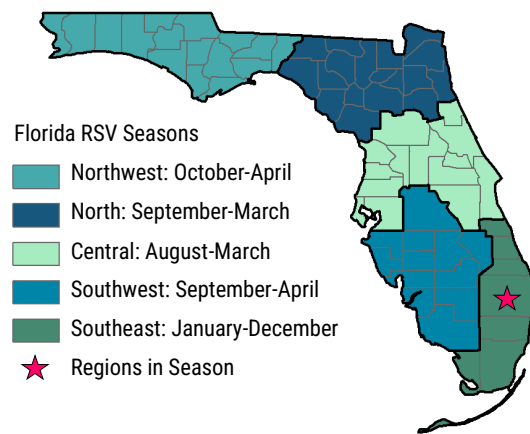 Florida RSV Seasons
Northwest: October-April
North: September-March
Central: August-March
Southwest: September-April
Southeast: January-December
Regions in Season